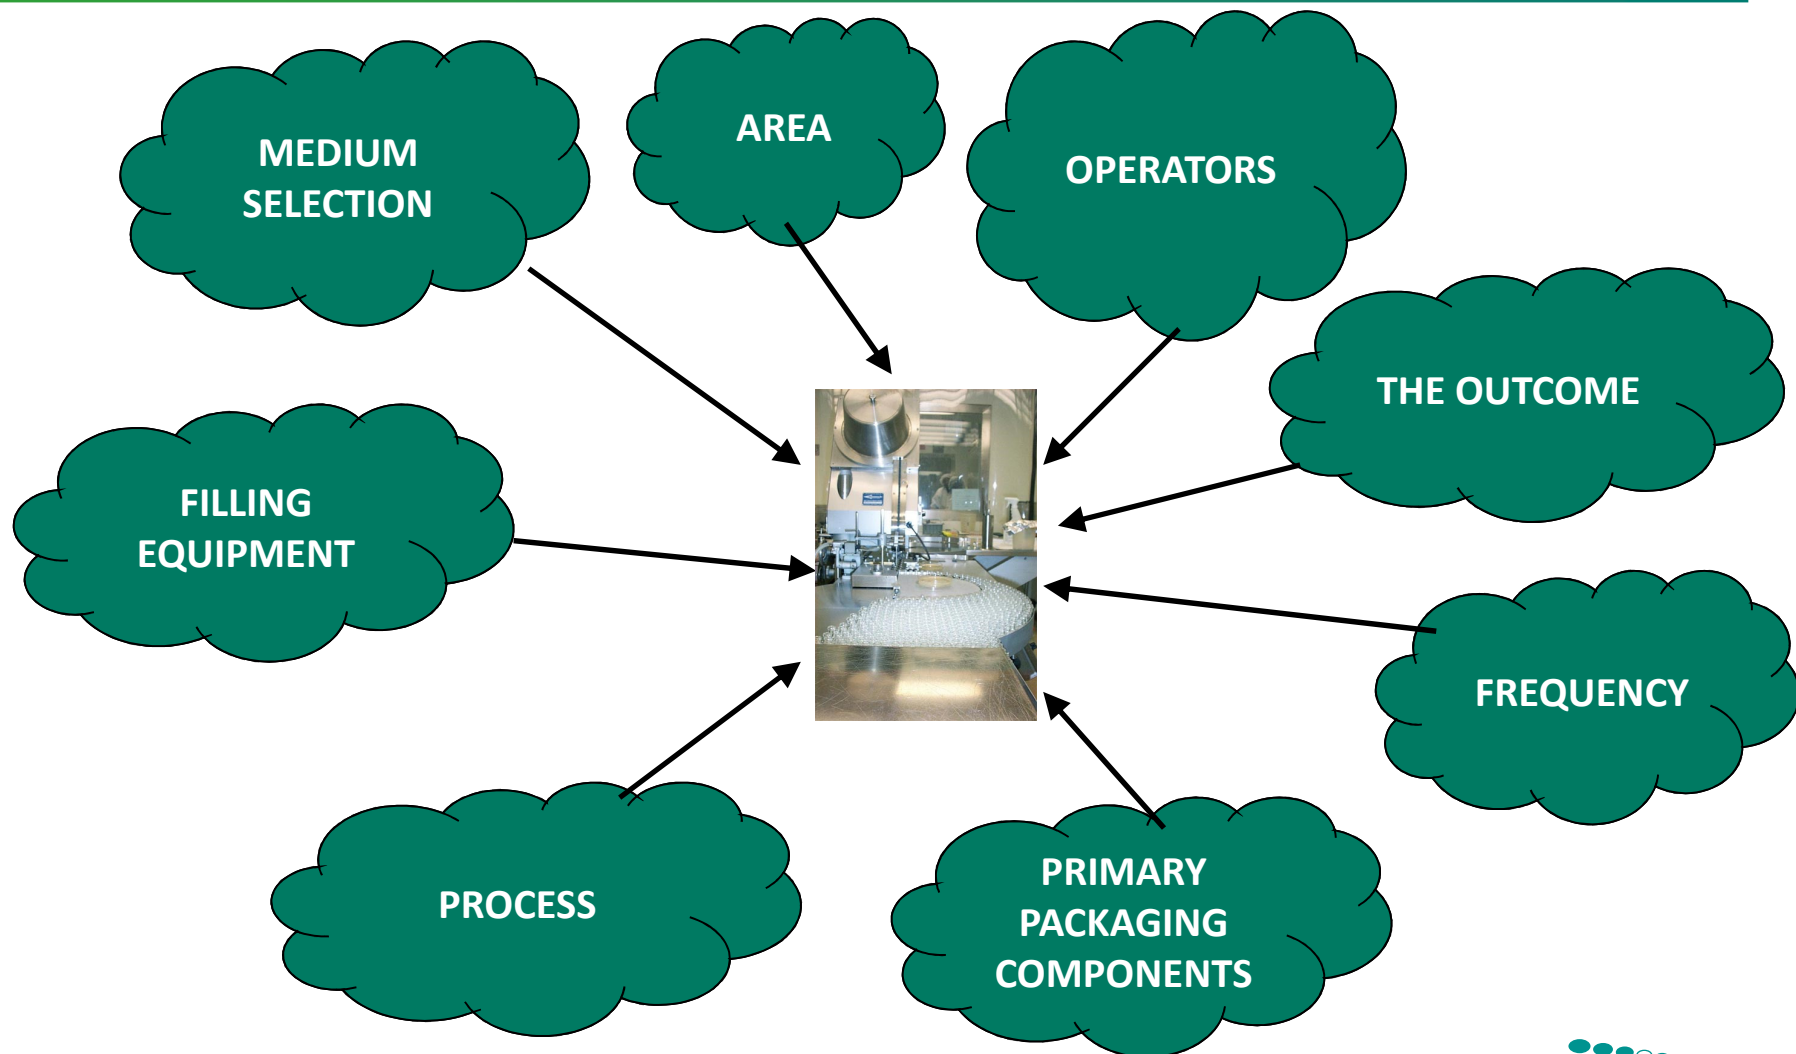 MEDIUM
SELECTION
AREA
OPERATORS
THE OUTCOME
FILLING
EQUIPMENT
FREQUENCY
PROCESS
PRIMARY
PACKAGING
COMPONENTS